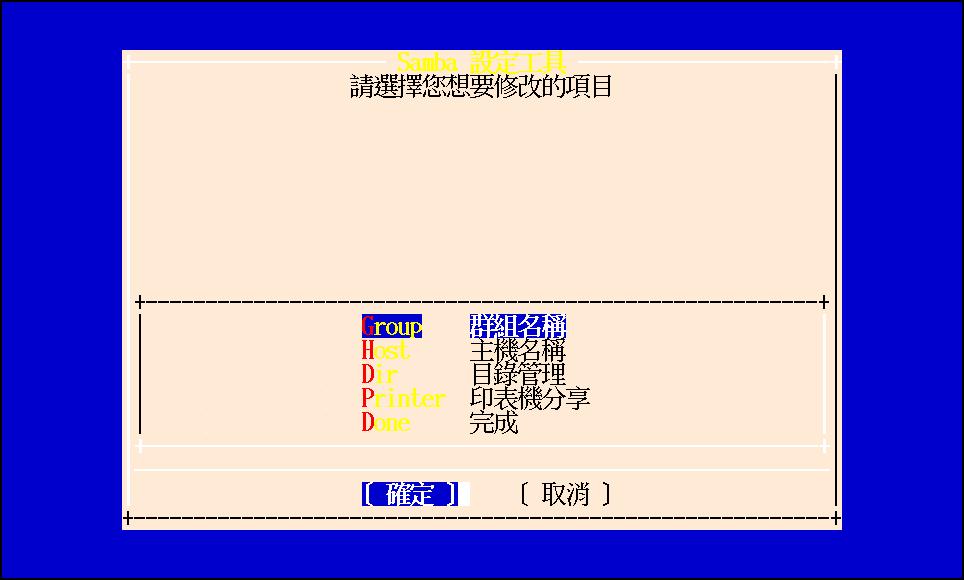 Samba 設定工具
請選擇您想要修改的項目
Group 群組名稱
Host 主機名稱
Dir 目錄管理
Printer 印表機分享
Done 完成
[ 確定 ] [ 取消 ]